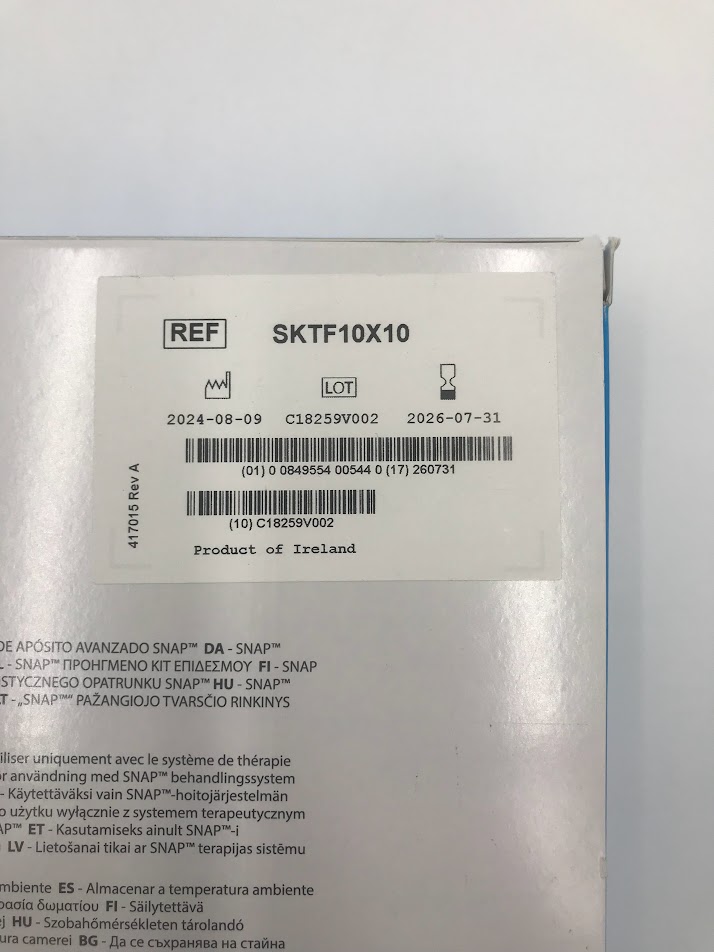 REF SKTF10X10
LOT
2024-08-09 C18259V002 2026-07-31
(01) 0 0849554 00544 0 (17) 260731
(10) C18259V002
Product of Ireland
417015 Rev A
DE APÓSITO AVANZADO SNAP™ DA - SNAP™
- SNAP™ ΠΡΟΗΓΜΕΝΟ ΚΙΤ ΕΠΙΔΕΣΜΟΥ FI - SNAP
STYCZNEGO OPATRUNKU SNAP™ HU - SNAP™
- „SNAP™“ PAŽANGIOJO TVARSČIO RINKINYS
iliser uniquement avec le système de thérapie
ör användning med SNAP™ behandlingssystem
- Käytettäväksi vain SNAP™-hoitojärjestelmän
o użytku wyłącznie z systemem terapeutycznym
AP™ ET - Kasutamiseks ainult SNAP™-i
LV - Lietošanai tikai ar SNAP™ terapijas sistēmu
mbiente ES - Almacenar a temperatura ambiente
ρασία δωματίου FI - Säilytettävä
ej HU - Szobahőmérsékleten tárolandó
ura camerei BG - Да се съхранява на стайна